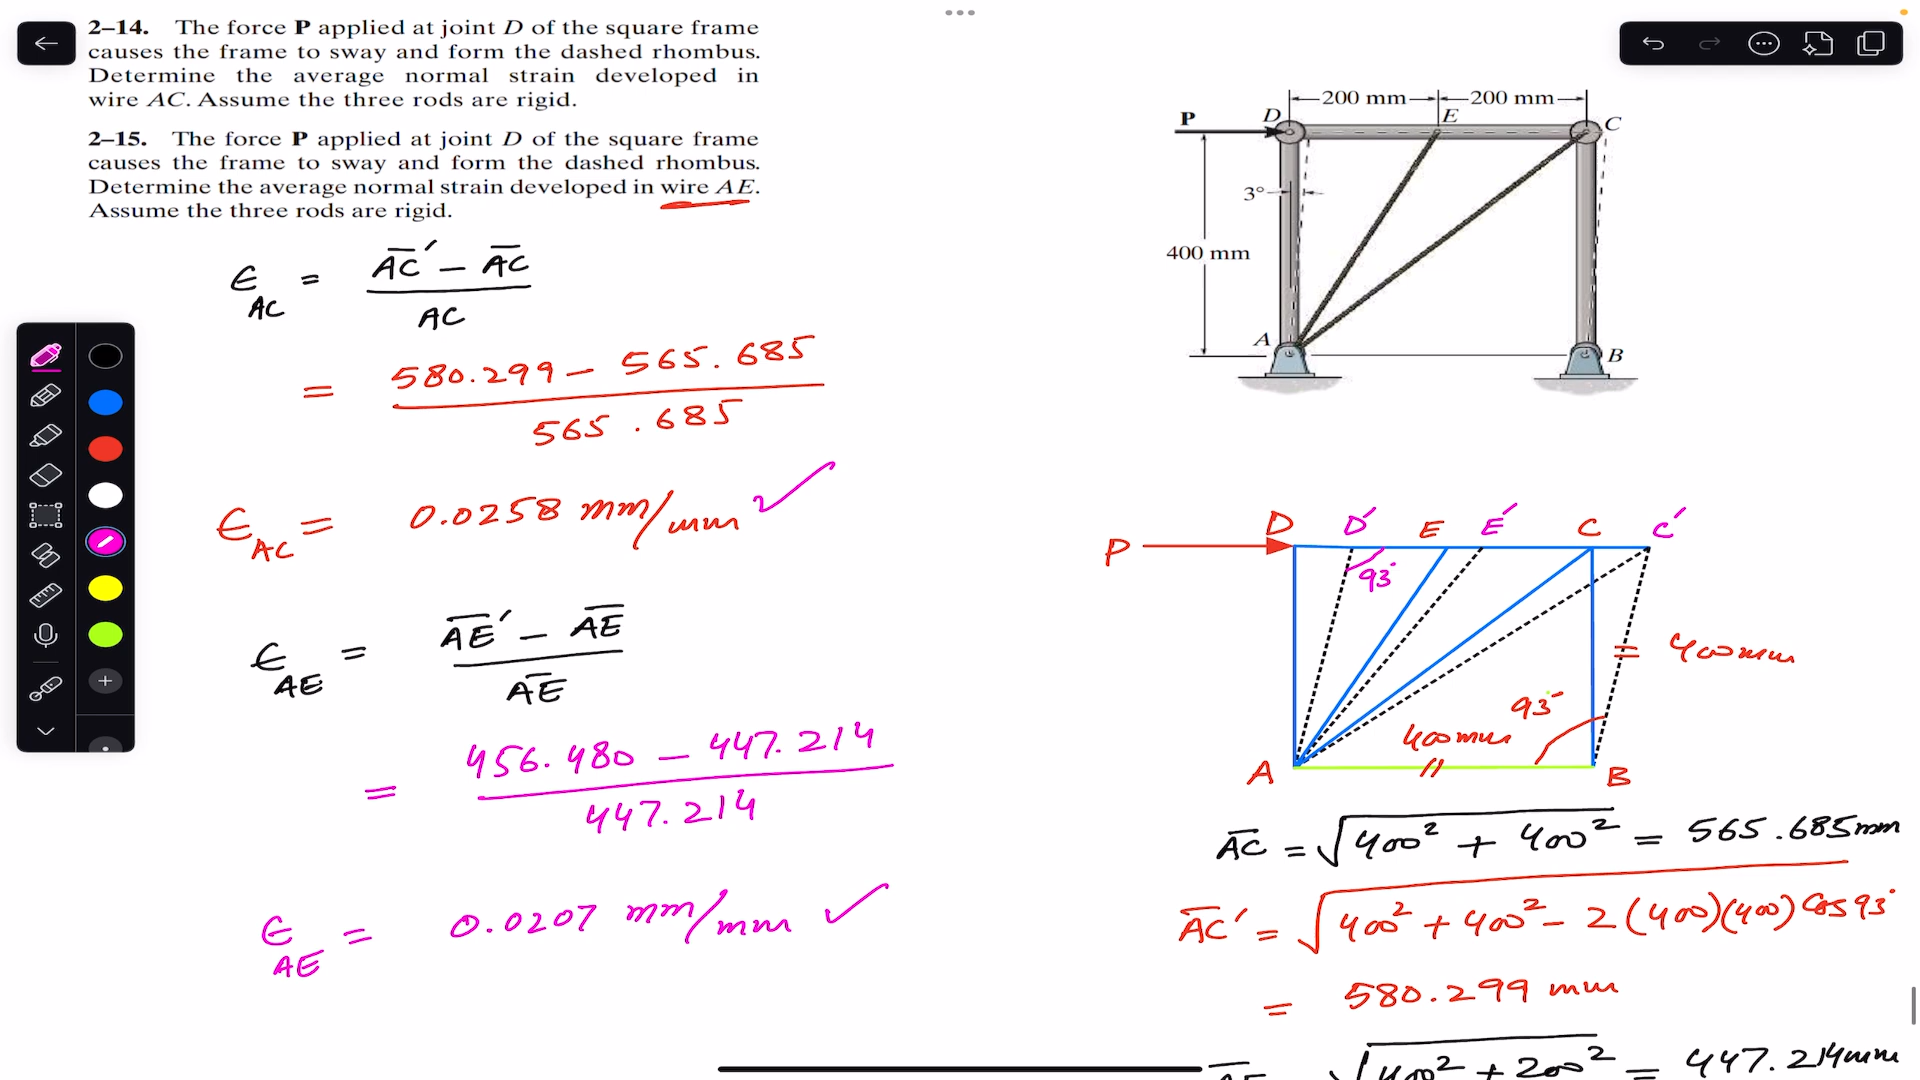 2–14. The force P applied at joint D of the square frame
causes the frame to sway and form the dashed rhombus.
Determine the average normal strain developed in
wire AC. Assume the three rods are rigid.
2–15. The force P applied at joint D of the square frame
causes the frame to sway and form the dashed rhombus.
Determine the average normal strain developed in wire AE.
Assume the three rods are rigid.
ϵ_AC = (AC′ − AC) / AC
= (580.299 − 565.685) / 565.685
ϵ_AC = 0.0258 mm/mm ✓
ϵ_AE = (AE′ − AE) / AE
= (456.480 − 447.214) / 447.214
ϵ_AE = 0.0207 mm/mm ✓
200 mm 200 mm
P D E C
3°
400 mm
A B
D D′ E E′ C C′
P
93°
= 400mm
93°
400mm
A B
AC = √(400² + 400²) = 565.685mm
AC′ = √(400² + 400² − 2(400)(400) cos 93°
= 580.299 mm
√(400² + 200²) = 447.214mm